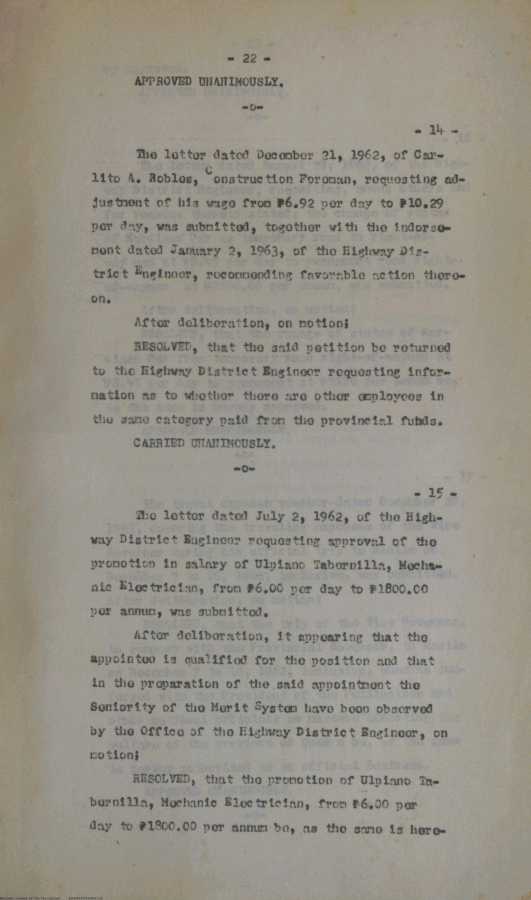 - 22 -
APPROVED UNANIMOUSLY.
-0-
- 14 -
The letter dated December 21, 1962, of Car-
lito A. Robles, Construction Foreman, requesting ad-
justment of his wage from ₱6.92 per day to ₱10.29
per day, was submitted, together with the indorse-
ment dated January 2, 1963, of the Highway Dis-
trict Engineer, recommending favorable action there-
on.
After deliberation, on motion;
RESOLVED, that the said petition be returned
to the Highway District Engineer requesting infor-
mation as to whether there are other employees in
the same category paid from the provincial funds.
CARRIED UNANIMOUSLY.
-0-
- 15 -
The letter dated July 2, 1962, of the High-
way District Engineer requesting approval of the
promotion in salary of Ulpiano Tabernilla, Mecha-
nic Electrician, from ₱6.00 per day to ₱1800.00
per annum, was submitted.
After deliberation, it appearing that the
appointee is qualified for the position and that
in the preparation of the said appointment the
Seniority of the Merit System have been observed
by the Office of the Highway District Engineer, on
motion;
RESOLVED, that the promotion of Ulpiano Ta-
bernilla, Mechanic Electrician, from ₱6.00 per
day to ₱1800.00 per annum be, as the same is here-